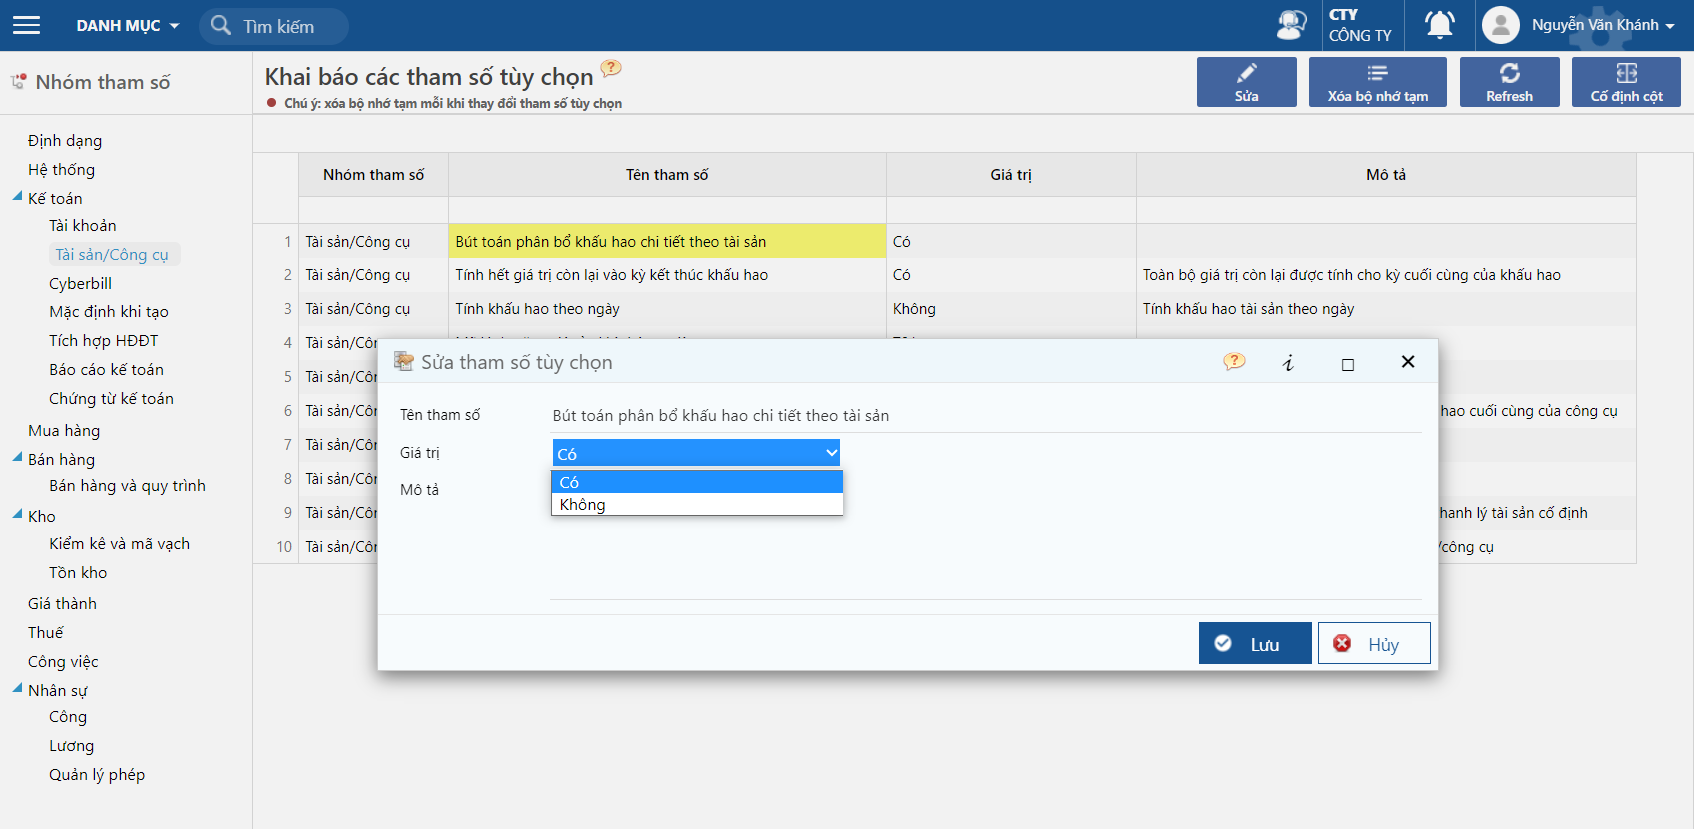 DANH MỤC
Tìm kiếm
CTY
CÔNG TY
Nguyễn Văn Khánh
Nhóm tham số
Khai báo các tham số tùy chọn
Chú ý: xóa bộ nhớ tạm mỗi khi thay đổi tham số tùy chọn
Sửa
Xóa bộ nhớ tạm
Refresh
Cố định cột
Định dạng
Hệ thống
Kế toán
Tài khoản
Tài sản/Công cụ
Cyberbill
Mặc định khi tạo
Tích hợp HĐĐT
Báo cáo kế toán
Chứng từ kế toán
Mua hàng
Bán hàng
Bán hàng và quy trình
Kho
Kiểm kê và mã vạch
Tồn kho
Giá thành
Thuế
Công việc
Nhân sự
Công
Lương
Quản lý phép
Nhóm tham số Tên tham số Giá trị Mô tả
1 Tài sản/Công cụ Bút toán phân bổ khấu hao chi tiết theo tài sản Có
2 Tài sản/Công cụ Tính hết giá trị còn lại vào kỳ kết thúc khấu hao Có Toàn bộ giá trị còn lại được tính cho kỳ cuối cùng của khấu hao
3 Tài sản/Công cụ Tính khấu hao theo ngày Không Tính khấu hao tài sản theo ngày
4 Tài sản/Côn
5 Tài sản/Côn
6 Tài sản/Côn hao cuối cùng của công cụ
7 Tài sản/Côn
8 Tài sản/Côn
9 Tài sản/Côn hanh lý tài sản cố định
10 Tài sản/Côn /công cụ
Sửa tham số tùy chọn
Tên tham số Bút toán phân bổ khấu hao chi tiết theo tài sản
Giá trị Có
Có
Không
Mô tả
Lưu
Hủy